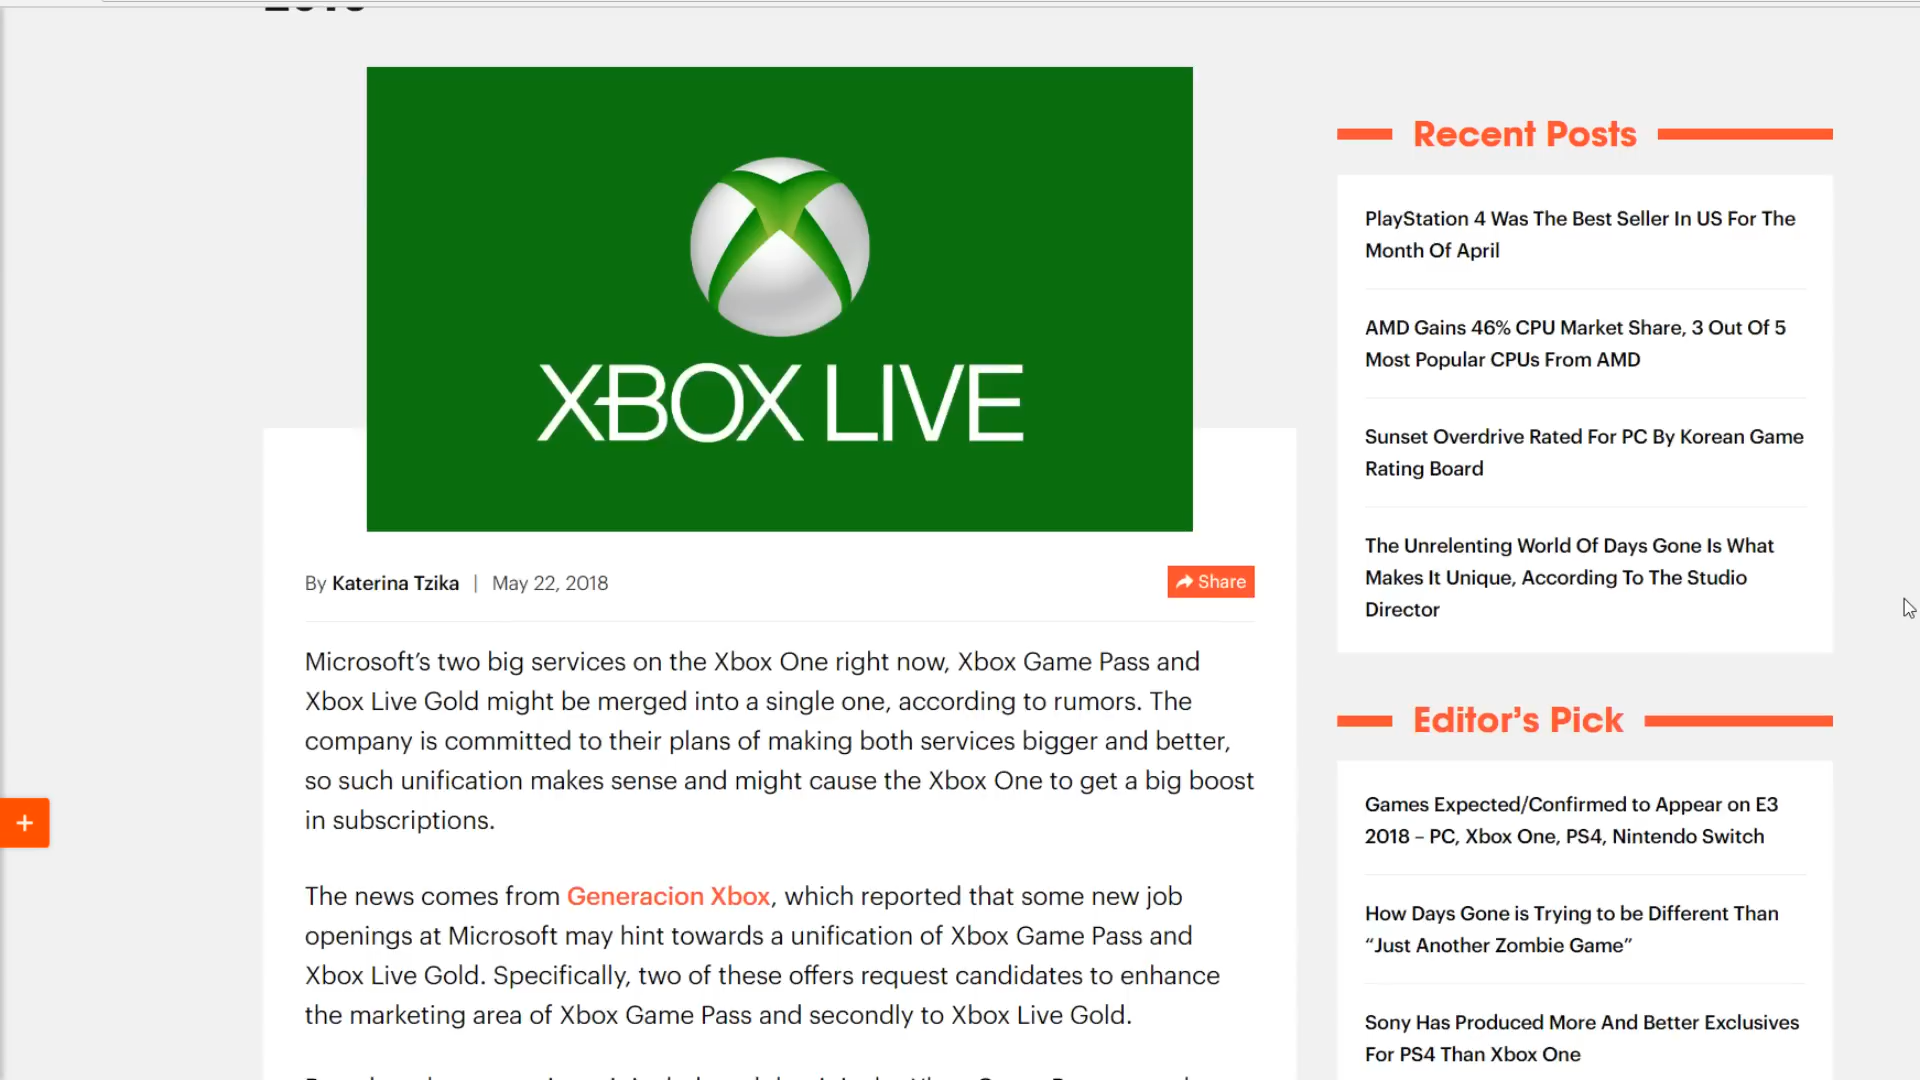 XBOX LIVE
By Katerina Tzika | May 22, 2018
Share
Microsoft’s two big services on the Xbox One right now, Xbox Game Pass and
Xbox Live Gold might be merged into a single one, according to rumors. The
company is committed to their plans of making both services bigger and better,
so such unification makes sense and might cause the Xbox One to get a big boost
in subscriptions.
The news comes from Generacion Xbox, which reported that some new job
openings at Microsoft may hint towards a unification of Xbox Game Pass and
Xbox Live Gold. Specifically, two of these offers request candidates to enhance
the marketing area of Xbox Game Pass and secondly to Xbox Live Gold.
Recent Posts
PlayStation 4 Was The Best Seller In US For The
Month Of April
AMD Gains 46% CPU Market Share, 3 Out Of 5
Most Popular CPUs From AMD
Sunset Overdrive Rated For PC By Korean Game
Rating Board
The Unrelenting World Of Days Gone Is What
Makes It Unique, According To The Studio
Director
Editor’s Pick
Games Expected/Confirmed to Appear on E3
2018 – PC, Xbox One, PS4, Nintendo Switch
How Days Gone is Trying to be Different Than
“Just Another Zombie Game”
Sony Has Produced More And Better Exclusives
For PS4 Than Xbox One